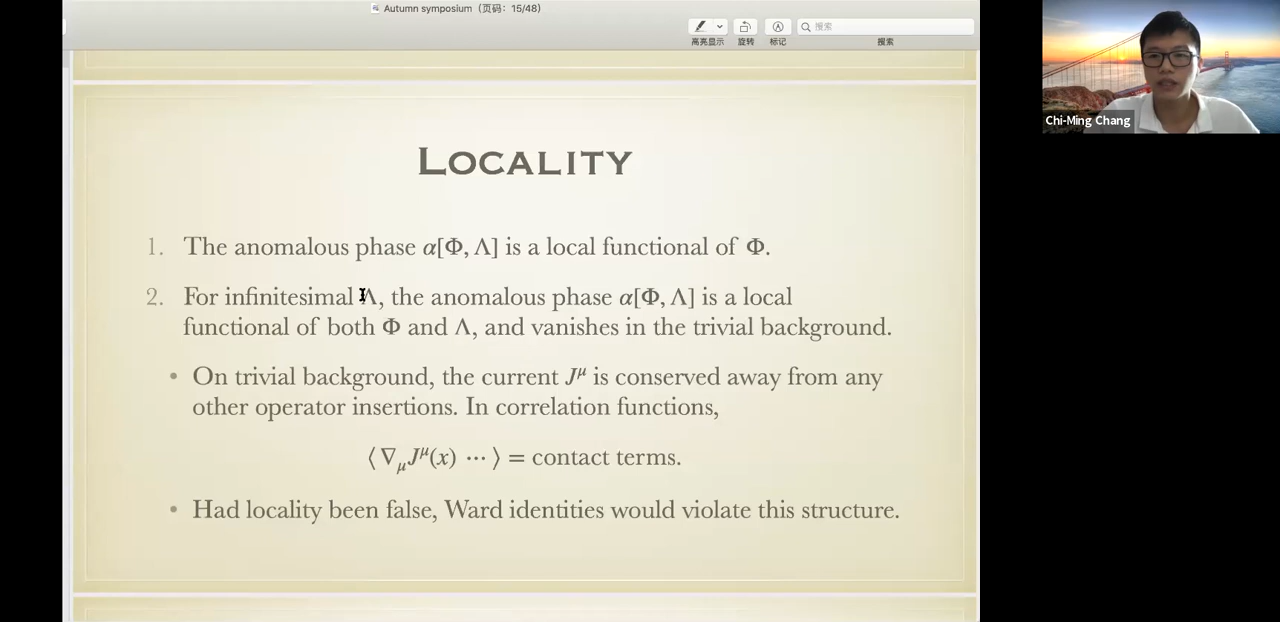 Autumn symposium (页码：15/48)
搜索
高亮显示 旋转 标记 搜索
Chi-Ming Chang
LOCALITY
1. The anomalous phase α[Φ, Λ] is a local functional of Φ.
2. For infinitesimal Λ, the anomalous phase α[Φ, Λ] is a local
functional of both Φ and Λ, and vanishes in the trivial background.
• On trivial background, the current J^μ is conserved away from any
other operator insertions. In correlation functions,
⟨ ∇_μ J^μ(x) ⋯ ⟩ = contact terms.
• Had locality been false, Ward identities would violate this structure.